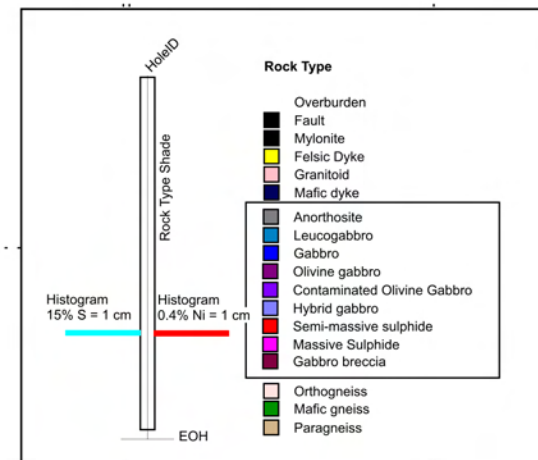 HoleID
Rock Type Shade
Histogram
15% S = 1 cm
Histogram
0.4% Ni = 1 cm
EOH
Rock Type
Overburden
Fault
Mylonite
Felsic Dyke
Granitoid
Mafic dyke
Anorthosite
Leucogabbro
Gabbro
Olivine gabbro
Contaminated Olivine Gabbro
Hybrid gabbro
Semi-massive sulphide
Massive Sulphide
Gabbro breccia
Orthogneiss
Mafic gneiss
Paragneiss